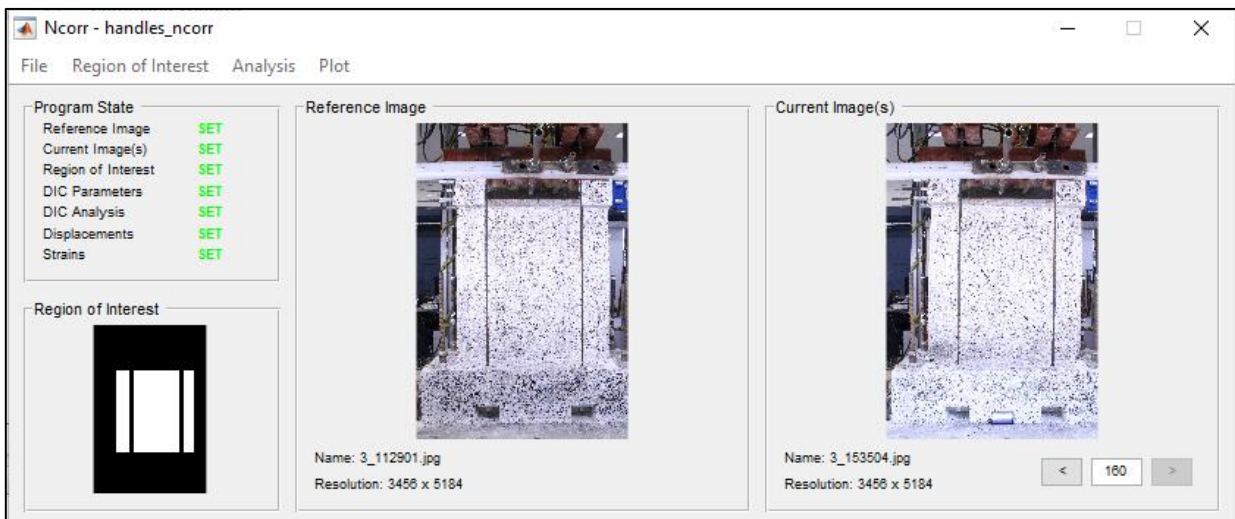 Ncorr - handles_ncorr
File Region of Interest Analysis Plot
Program State
Reference Image SET
Current Image(s) SET
Region of Interest SET
DIC Parameters SET
DIC Analysis SET
Displacements SET
Strains SET
Region of Interest
Reference Image
Name: 3_112901.jpg
Resolution: 3456 x 5184
Current Image(s)
Name: 3_153504.jpg
Resolution: 3456 x 5184
< 160 >